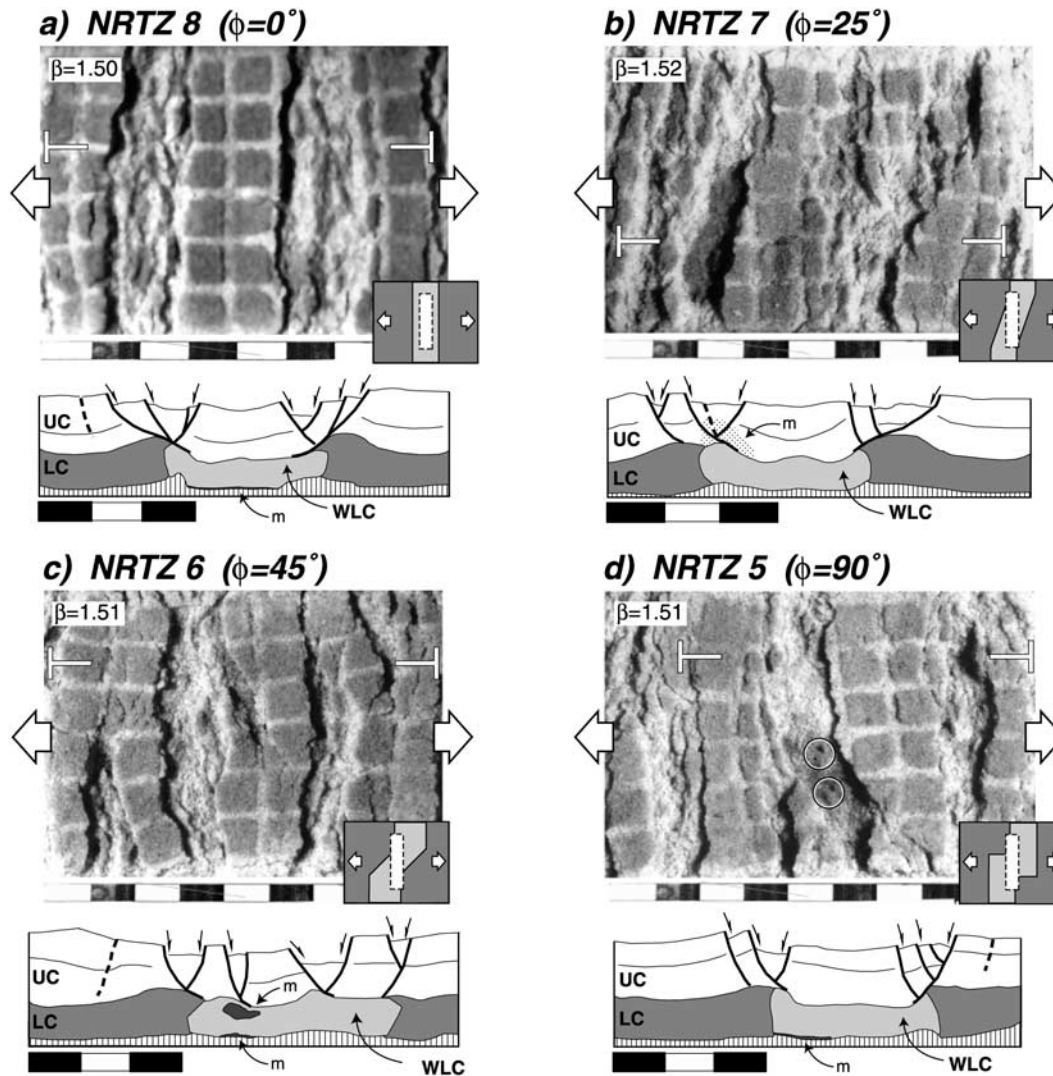 a) NRTZ 8 (ϕ=0˚)
β=1.50
UC
LC
m
WLC
b) NRTZ 7 (ϕ=25˚)
β=1.52
UC
m
LC
m
WLC
c) NRTZ 6 (ϕ=45˚)
β=1.51
UC
m
LC
m
WLC
d) NRTZ 5 (ϕ=90˚)
β=1.51
UC
LC
m
WLC